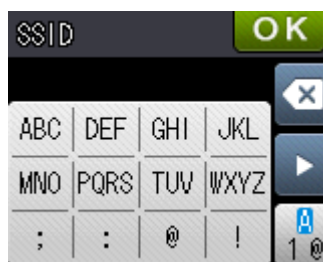 SSID OK
ABC DEF GHI JKL
MNO PQRS TUV WXYZ
; : @ !
A
1 @